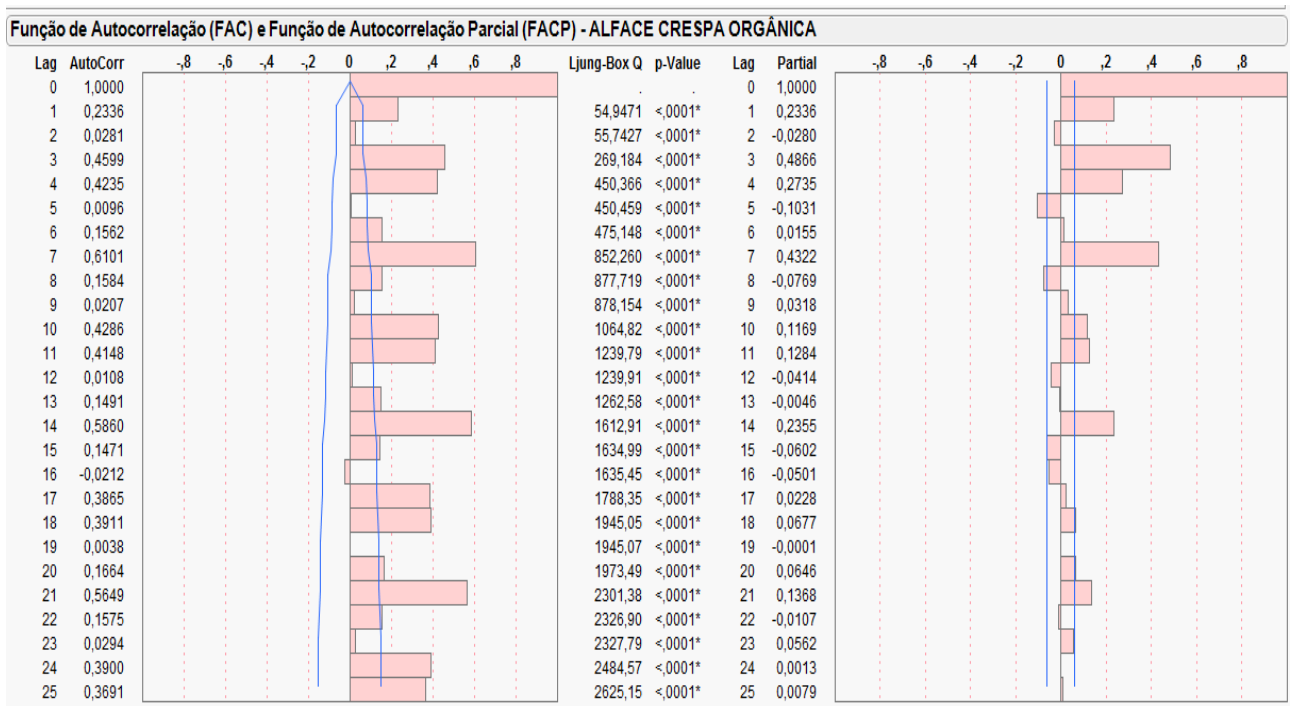 Função de Autocorrelação (FAC) e Função de Autocorrelação Parcial (FACP) - ALFACE CRESPA ORGÂNICA
Lag AutoCorr -,8 -,6 -,4 -,2 0 ,2 ,4 ,6 ,8 Ljung-Box Q p-Value Lag Partial -,8 -,6 -,4 -,2 0 ,2 ,4 ,6 ,8
0 1,0000 . . 0 1,0000
1 0,2336 54,9471 <,0001* 1 0,2336
2 0,0281 55,7427 <,0001* 2 -0,0280
3 0,4599 269,184 <,0001* 3 0,4866
4 0,4235 450,366 <,0001* 4 0,2735
5 0,0096 450,459 <,0001* 5 -0,1031
6 0,1562 475,148 <,0001* 6 0,0155
7 0,6101 852,260 <,0001* 7 0,4322
8 0,1584 877,719 <,0001* 8 -0,0769
9 0,0207 878,154 <,0001* 9 0,0318
10 0,4286 1064,82 <,0001* 10 0,1169
11 0,4148 1239,79 <,0001* 11 0,1284
12 0,0108 1239,91 <,0001* 12 -0,0414
13 0,1491 1262,58 <,0001* 13 -0,0046
14 0,5860 1612,91 <,0001* 14 0,2355
15 0,1471 1634,99 <,0001* 15 -0,0602
16 -0,0212 1635,45 <,0001* 16 -0,0501
17 0,3865 1788,35 <,0001* 17 0,0228
18 0,3911 1945,05 <,0001* 18 0,0677
19 0,0038 1945,07 <,0001* 19 -0,0001
20 0,1664 1973,49 <,0001* 20 0,0646
21 0,5649 2301,38 <,0001* 21 0,1368
22 0,1575 2326,90 <,0001* 22 -0,0107
23 0,0294 2327,79 <,0001* 23 0,0562
24 0,3900 2484,57 <,0001* 24 0,0013
25 0,3691 2625,15 <,0001* 25 0,0079